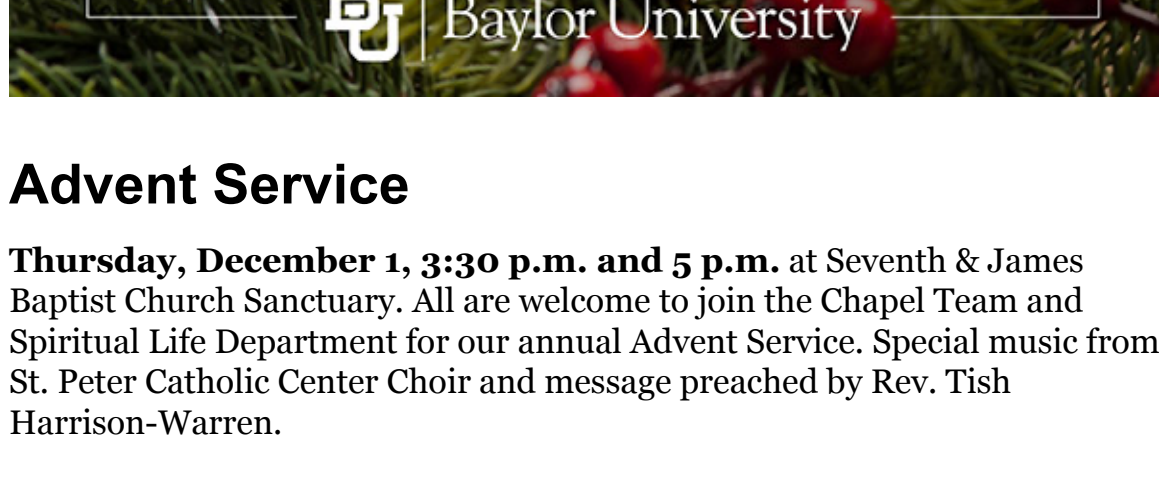 BU Baylor University
Advent Service
Thursday, December 1, 3:30 p.m. and 5 p.m. at Seventh & James
Baptist Church Sanctuary. All are welcome to join the Chapel Team and
Spiritual Life Department for our annual Advent Service. Special music from
St. Peter Catholic Center Choir and message preached by Rev. Tish
Harrison-Warren.